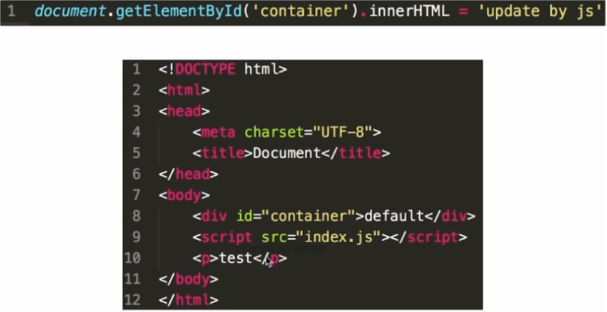 1 document.getElementById('container').innerHTML = 'update by js'
1 <!DOCTYPE html>
2 <html>
3 <head>
4 <meta charset="UTF-8">
5 <title>Document</title>
6 </head>
7 <body>
8 <div id="container">default</div>
9 <script src="index.js"></script>
10 <p>test</p>
11 </body>
12 </html>